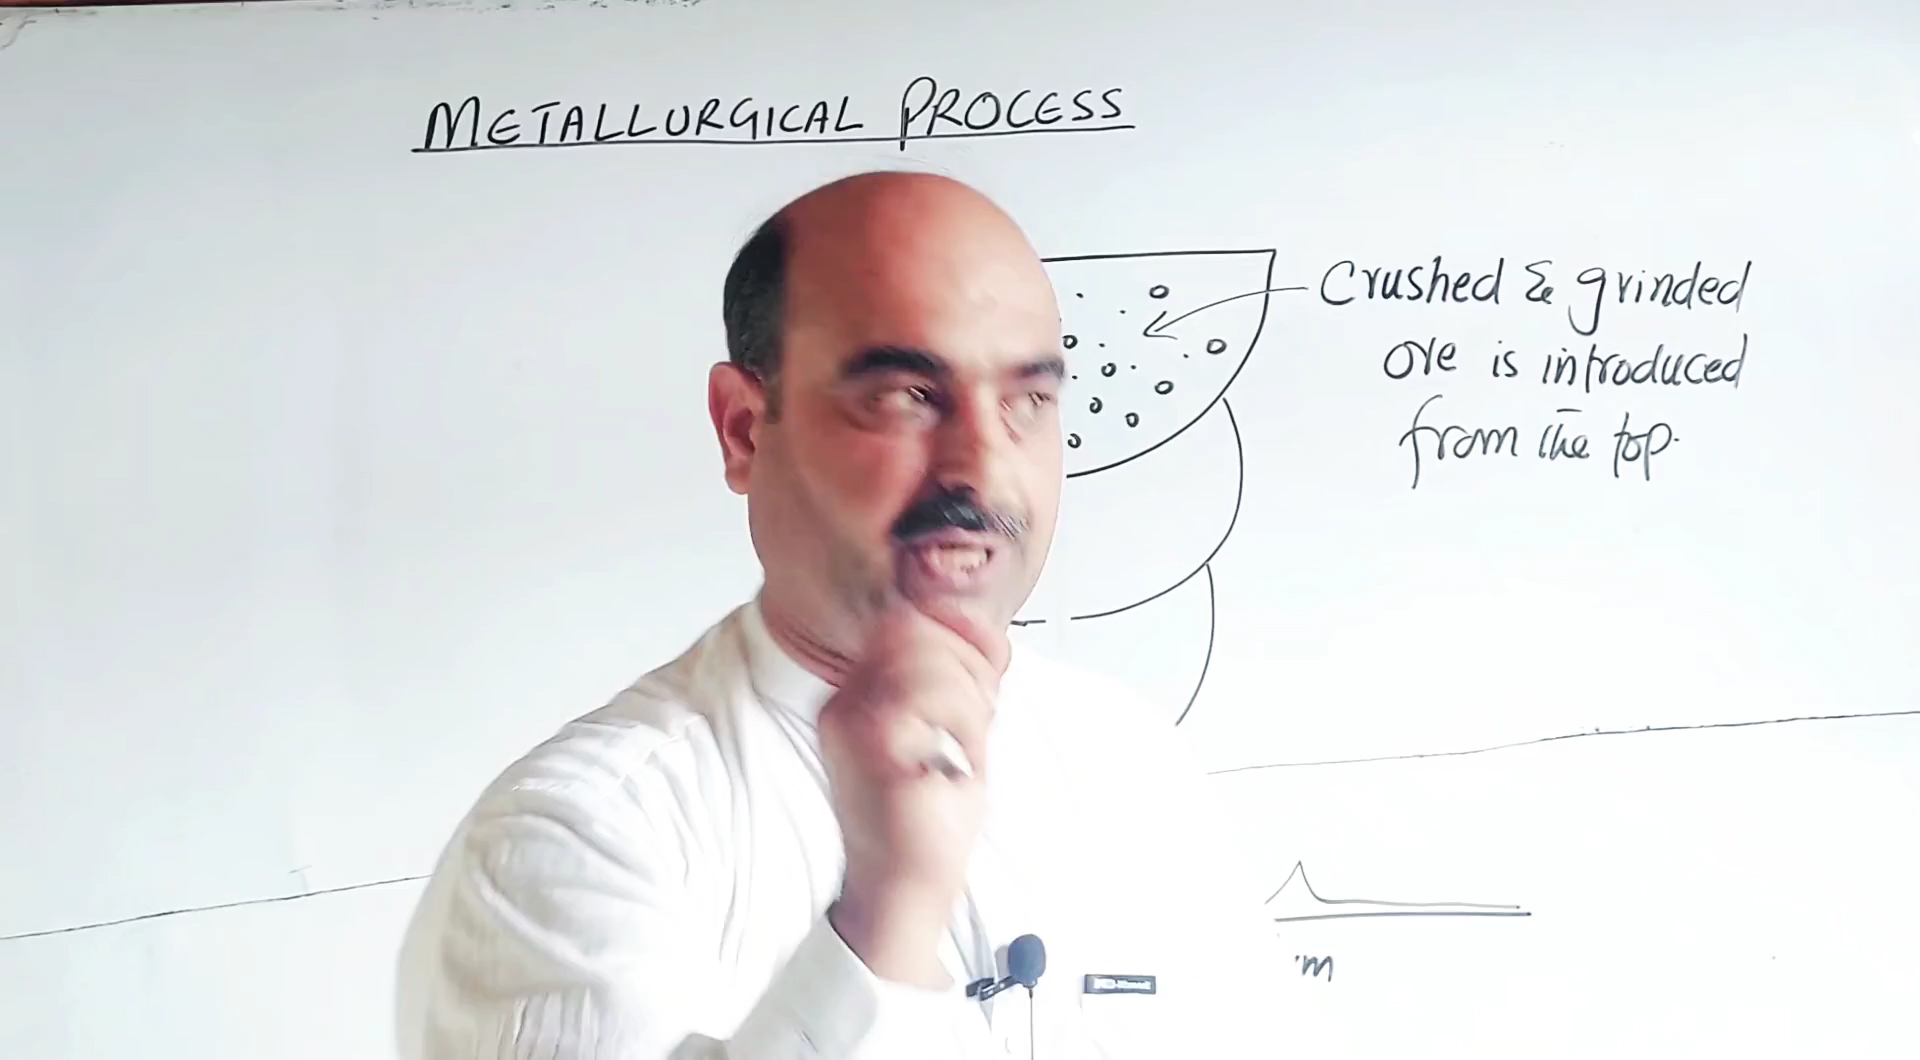 METALLURGICAL PROCESS
Crushed & grinded
ore is introduced
from the top.
m